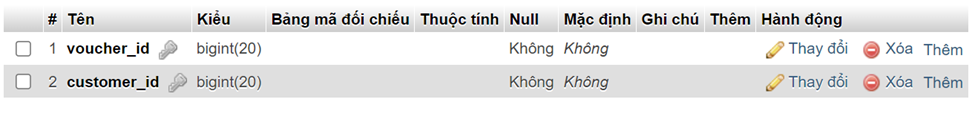 # Tên Kiểu Bảng mã đối chiếu Thuộc tính Null Mặc định Ghi chú Thêm Hành động
1 voucher_id bigint(20) Không Không Thay đổi Xóa Thêm
2 customer_id bigint(20) Không Không Thay đổi Xóa Thêm